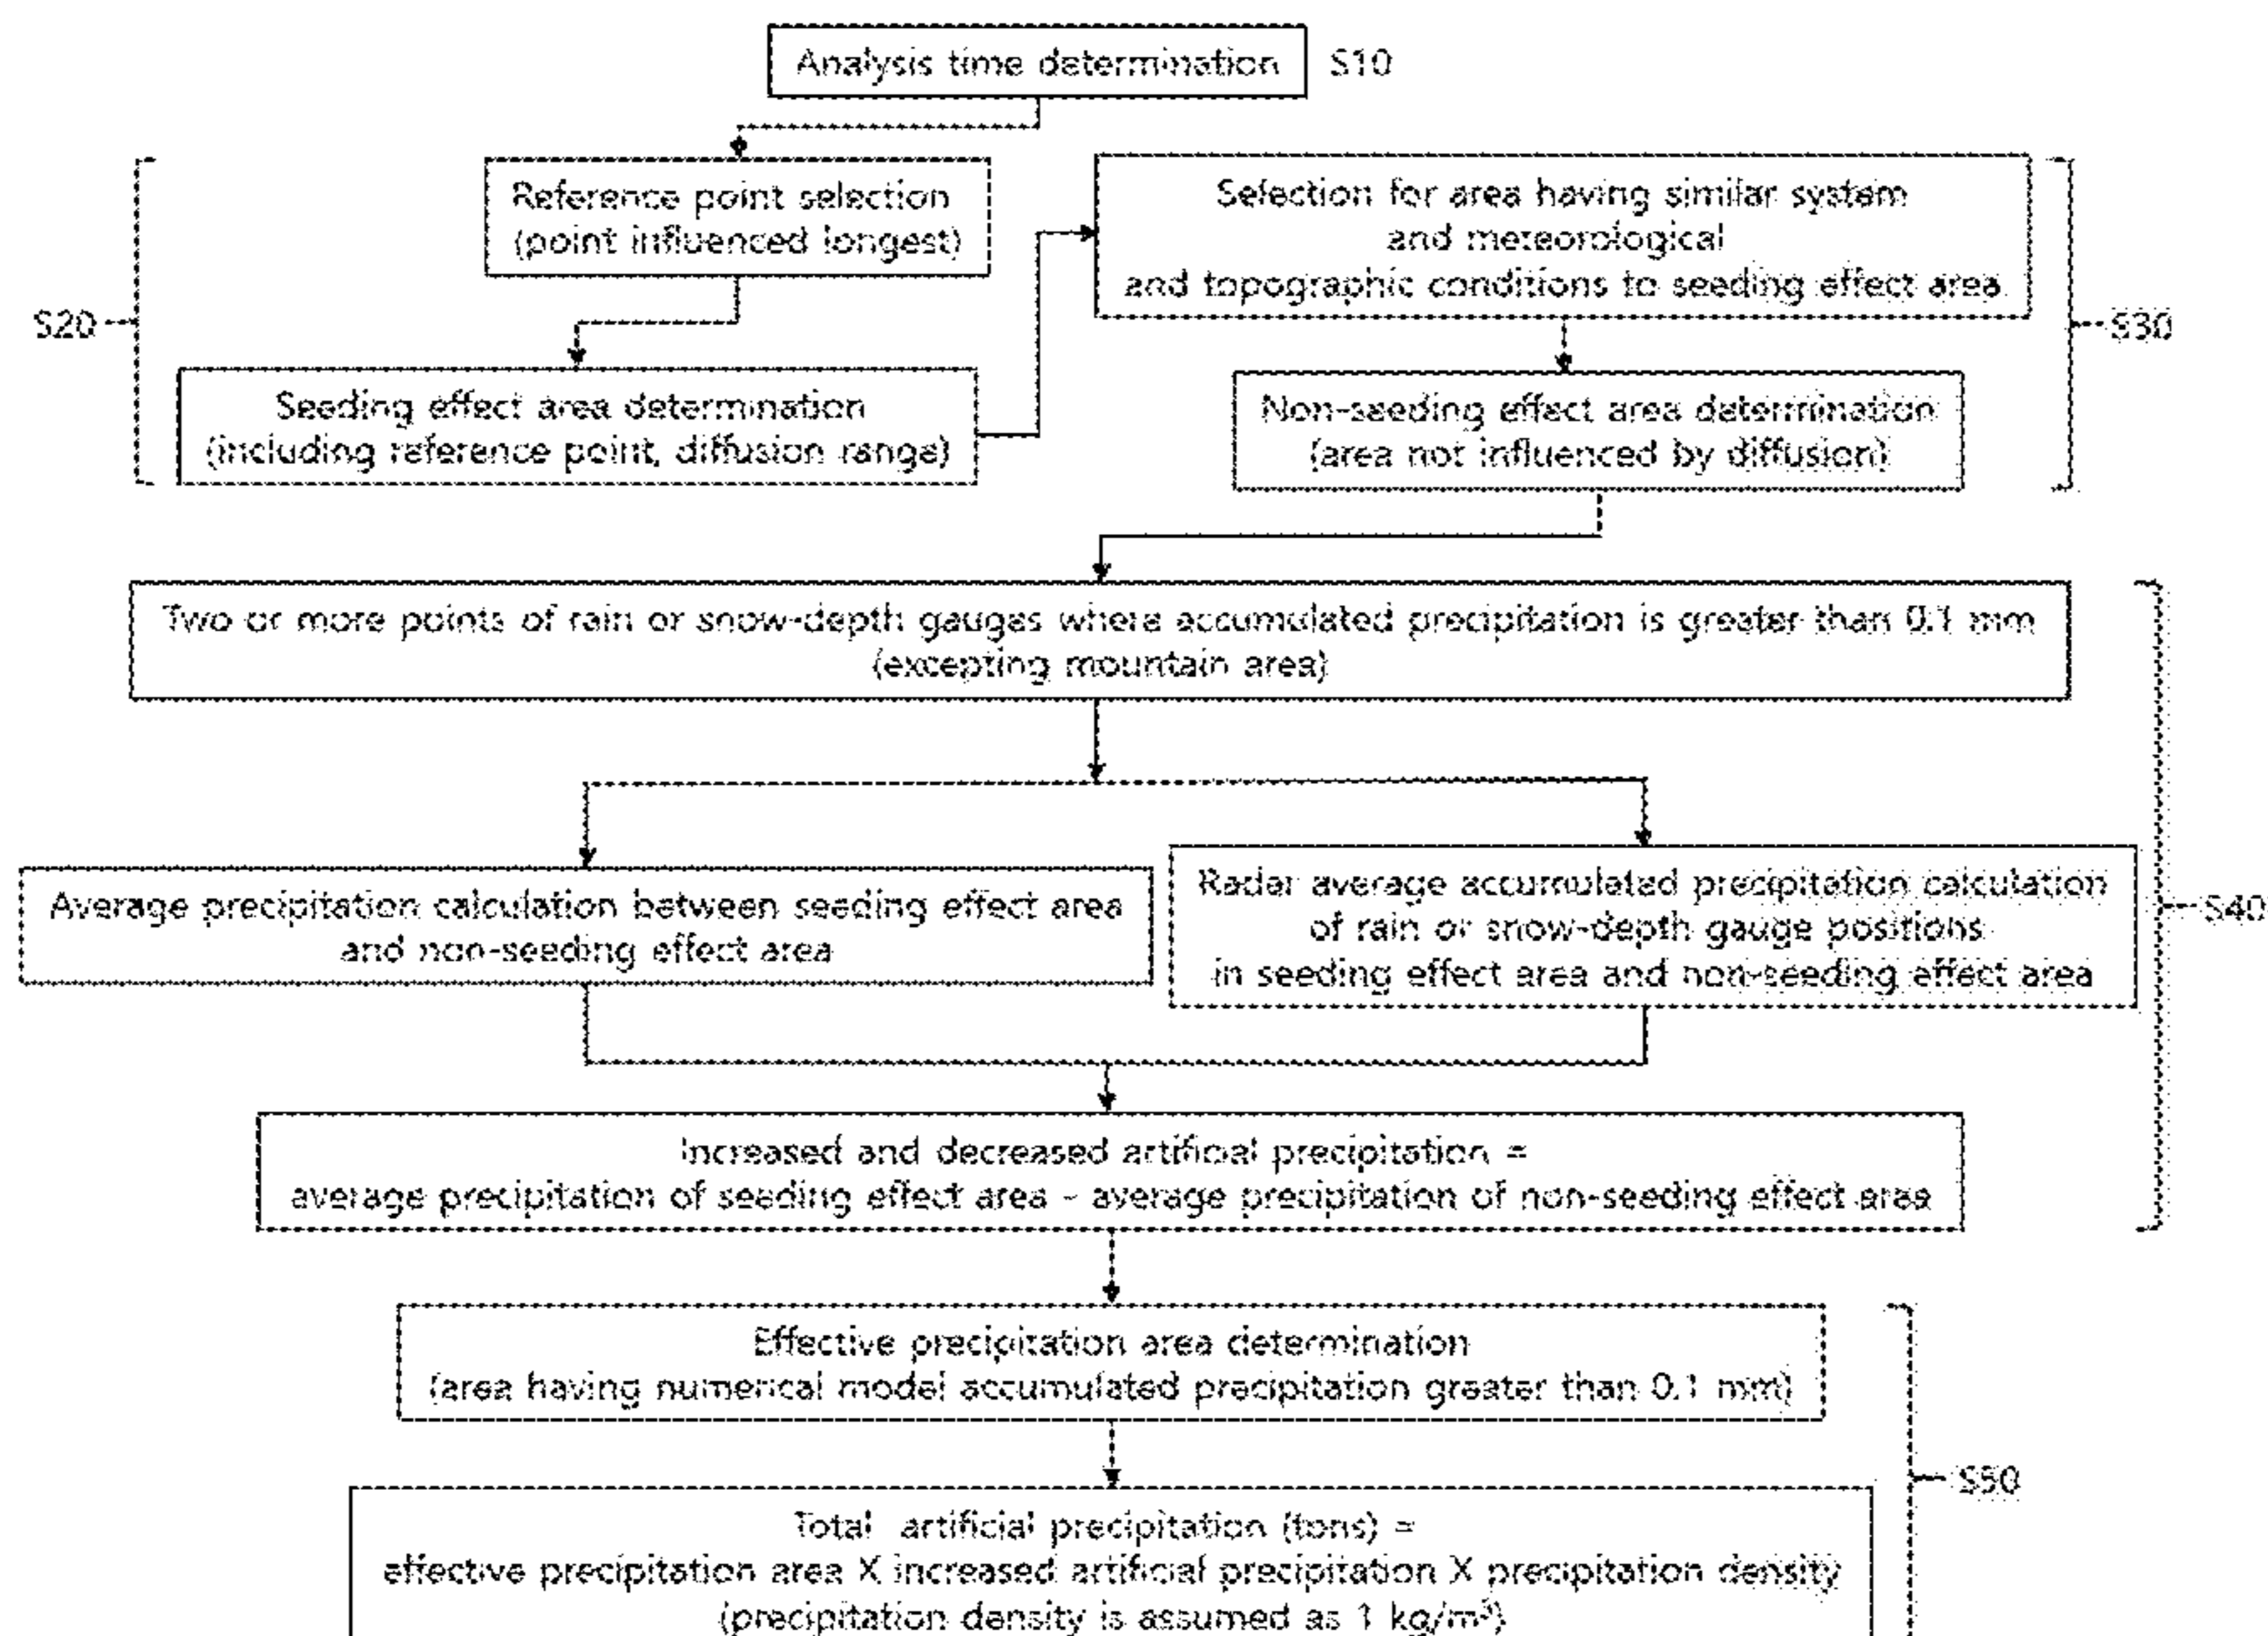 Analysis time determination S10
Reference point selection
(point influenced longest)
S20
Seeding effect area determination
(including reference point, diffusion range)
Selection for area having similar system
and meteorological
and topographic conditions to seeding effect area
S30
Non-seeding effect area determination
(area not influenced by diffusion)
Two or more points of rain or snow-depth gauges where accumulated precipitation is greater than 0.1 mm
(excepting mountain area)
Average precipitation calculation between seeding effect area
and non-seeding effect area
Radar average accumulated precipitation calculation
of rain or snow-depth gauge positions
in seeding effect area and non-seeding effect area
S40
Increased and decreased artificial precipitation =
average precipitation of seeding effect area - average precipitation of non-seeding effect area
Effective precipitation area determination
(area having numerical model accumulated precipitation greater than 0.1 mm)
S50
Total artificial precipitation (tons) =
effective precipitation area X increased artificial precipitation X precipitation density
(precipitation density is assumed as 1 kg/m³)